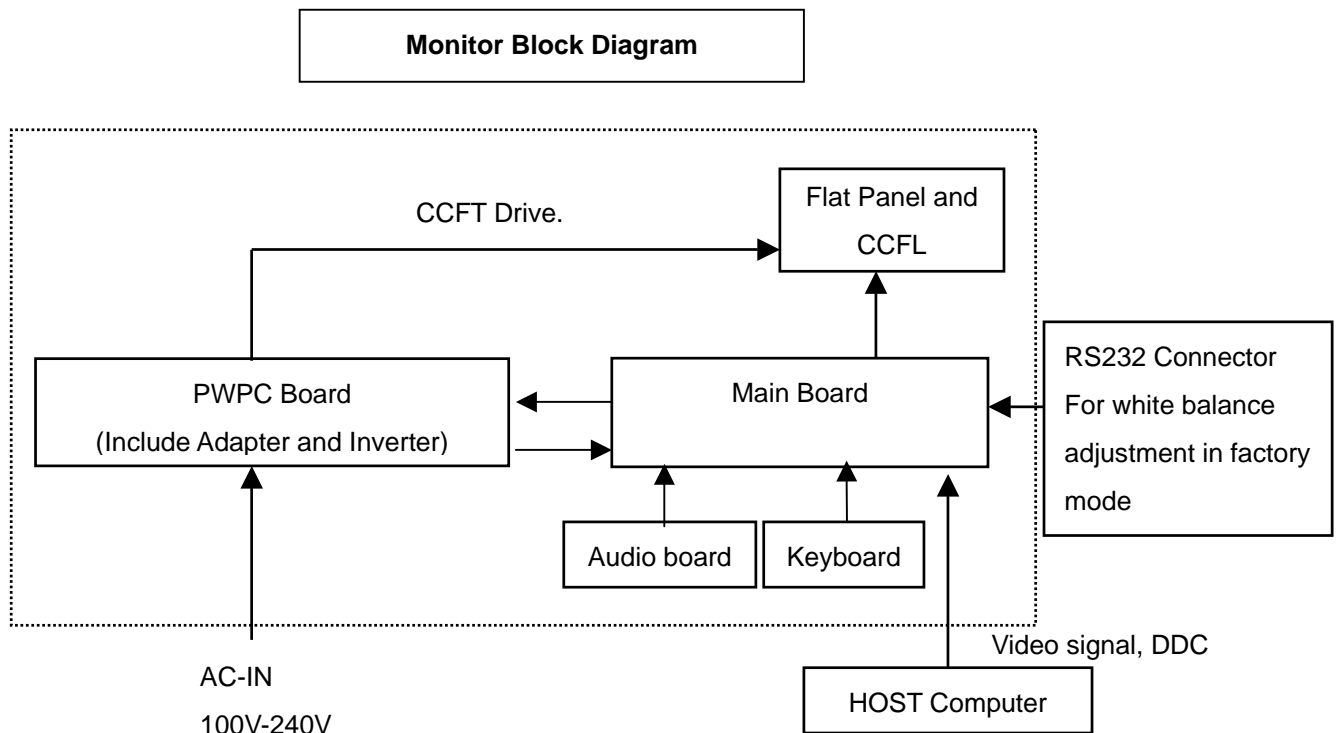 Monitor Block Diagram
CCFT Drive.
Flat Panel and
CCFL
PWPC Board
(Include Adapter and Inverter)
Main Board
RS232 Connector
For white balance
adjustment in factory
mode
Audio board
Keyboard
Video signal, DDC
AC-IN
100V-240V
HOST Computer